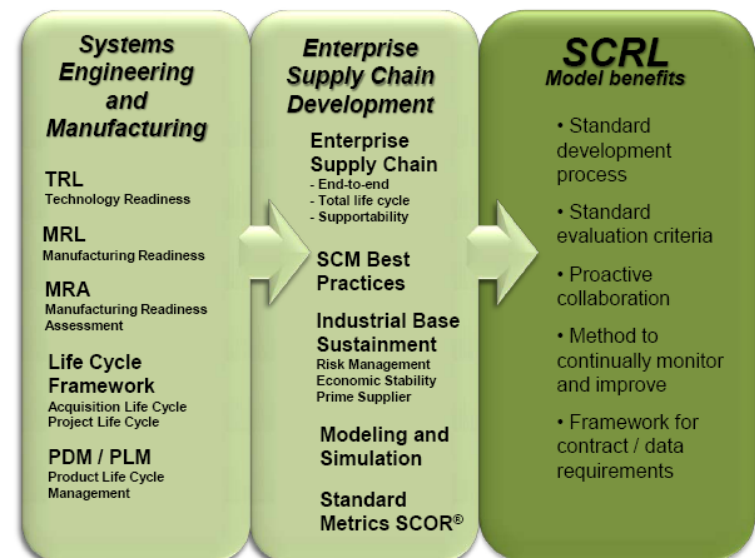 Systems
Engineering
and
Manufacturing
TRL
Technology Readiness
MRL
Manufacturing Readiness
MRA
Manufacturing Readiness
Assessment
Life Cycle
Framework
Acquisition Life Cycle
Project Life Cycle
PDM / PLM
Product Life Cycle
Management
Enterprise
Supply Chain
Development
Enterprise
Supply Chain
- End-to-end
- Total life cycle
- Supportability
SCM Best
Practices
Industrial Base
Sustainment
Risk Management
Economic Stability
Prime Supplier
Modeling and
Simulation
Standard
Metrics SCOR®
SCRL
Model benefits
• Standard
development
process
• Standard
evaluation criteria
• Proactive
collaboration
• Method to
continually monitor
and improve
• Framework for
contract / data
requirements